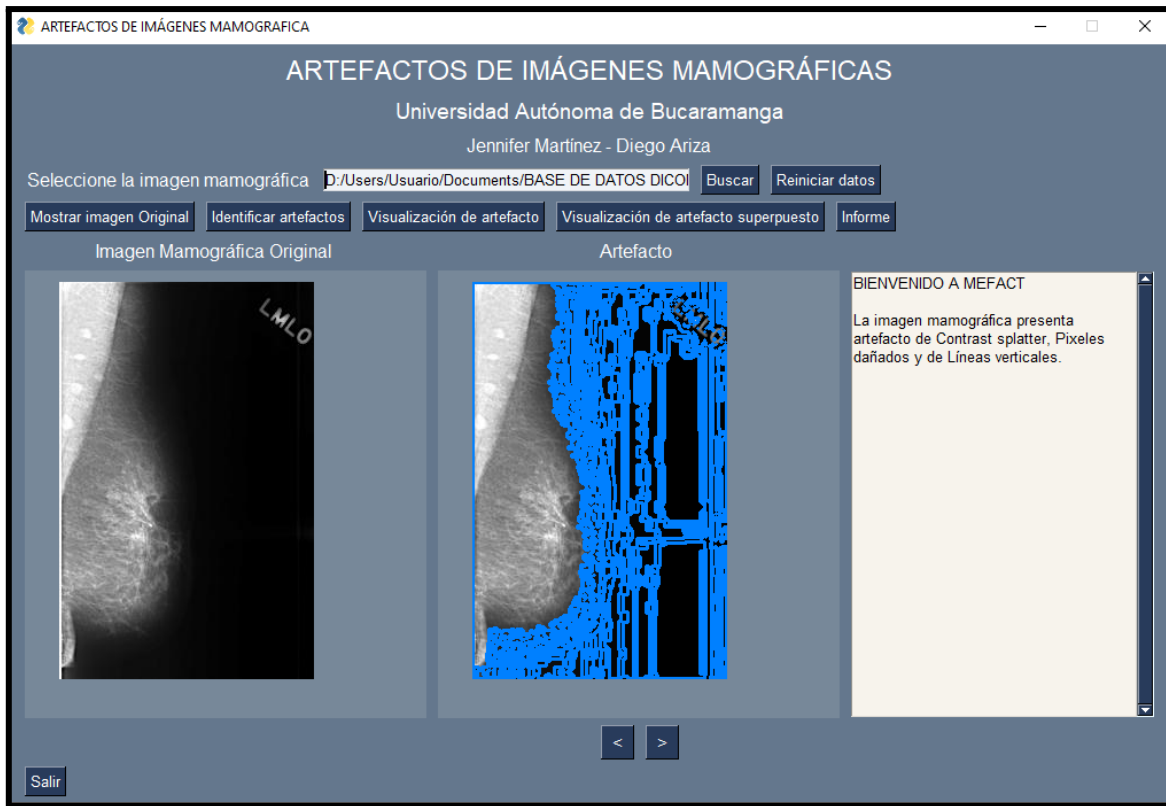 ARTEFACTOS DE IMÁGENES MAMOGRAFICA
ARTEFACTOS DE IMÁGENES MAMOGRÁFICAS
Universidad Autónoma de Bucaramanga
Jennifer Martínez - Diego Ariza
Seleccione la imagen mamográfica D:/Users/Usuario/Documents/BASE DE DATOS DICO Buscar Reiniciar datos
Mostrar imagen Original Identificar artefactos Visualización de artefacto Visualización de artefacto superpuesto Informe
Imagen Mamográfica Original Artefacto
LMLO
LMLO
BIENVENIDO A MEFACT
La imagen mamográfica presenta
artefacto de Contrast splatter, Pixeles
dañados y de Líneas verticales.
< >
Salir